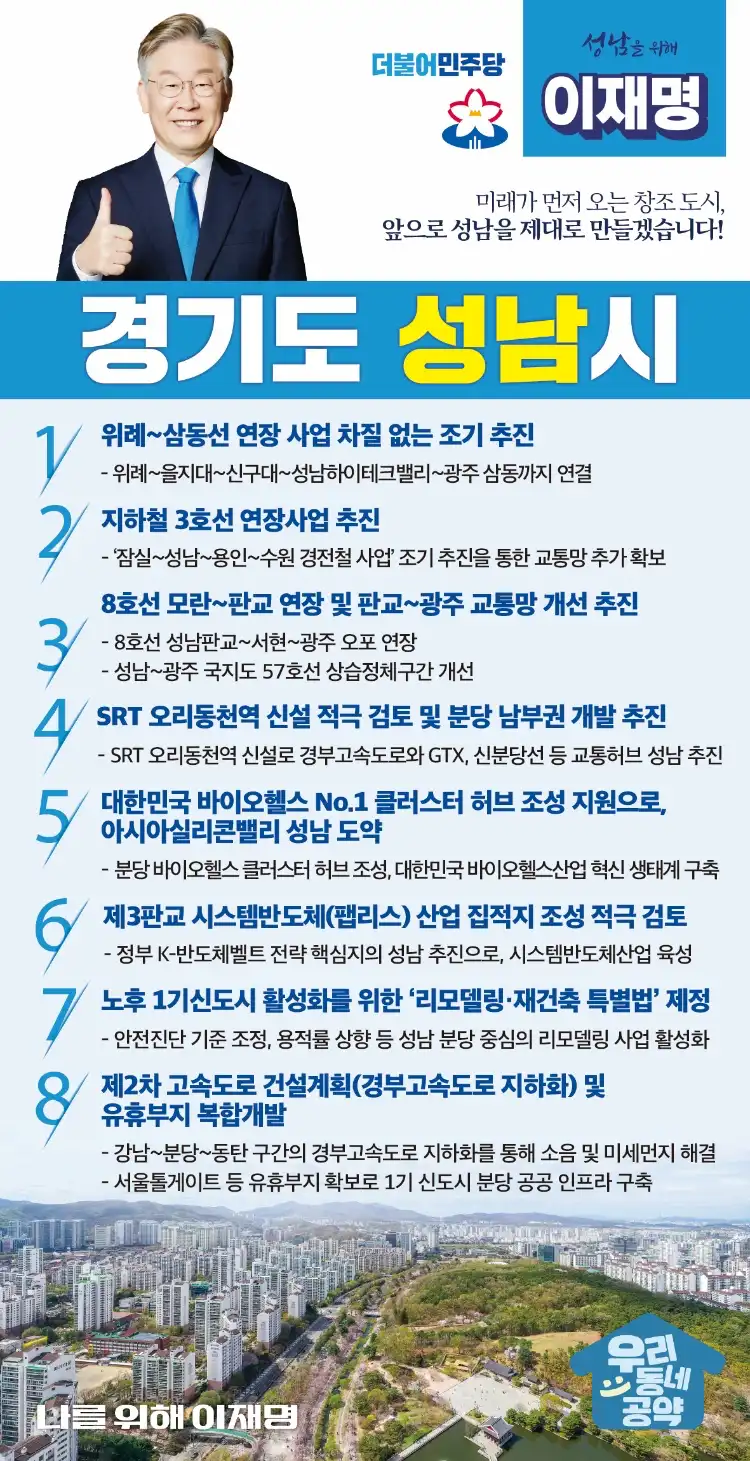 더불어민주당
성남을 위해
이재명
미래가 먼저 오는 창조 도시,
앞으로 성남을 제대로 만들겠습니다!
경기도 성남시
1 위례~삼동선 연장 사업 차질 없는 조기 추진
- 위례~을지대~신구대~성남하이테크밸리~광주 삼동까지 연결
2 지하철 3호선 연장사업 추진
- ‘잠실~성남~용인~수원 경전철 사업’ 조기 추진을 통한 교통망 추가 확보
3 8호선 모란~판교 연장 및 판교~광주 교통망 개선 추진
- 8호선 성남판교~서현~광주 오포 연장
- 성남~광주 국지도 57호선 상습정체구간 개선
4 SRT 오리동천역 신설 적극 검토 및 분당 남부권 개발 추진
- SRT 오리동천역 신설로 경부고속도로와 GTX, 신분당선 등 교통허브 성남 추진
5 대한민국 바이오헬스 No.1 클러스터 허브 조성 지원으로,
아시아실리콘밸리 성남 도약
- 분당 바이오헬스 클러스터 허브 조성, 대한민국 바이오헬스산업 혁신 생태계 구축
6 제3판교 시스템반도체(팹리스) 산업 집적지 조성 적극 검토
- 정부 K-반도체벨트 전략 핵심지의 성남 추진으로, 시스템반도체산업 육성
7 노후 1기신도시 활성화를 위한 ‘리모델링·재건축 특별법’ 제정
- 안전진단 기준 조정, 용적률 상향 등 성남 분당 중심의 리모델링 사업 활성화
8 제2차 고속도로 건설계획(경부고속도로 지하화) 및
유휴부지 복합개발
- 강남~분당~동탄 구간의 경부고속도로 지하화를 통해 소음 및 미세먼지 해결
- 서울톨게이트 등 유휴부지 확보로 1기 신도시 분당 공공 인프라 구축
나를 위해 이재명
우리
동네
공약